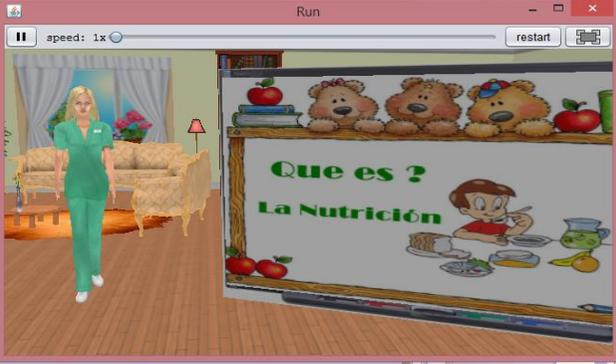 Run
speed: 1x
restart
Que es ?
La Nutrición